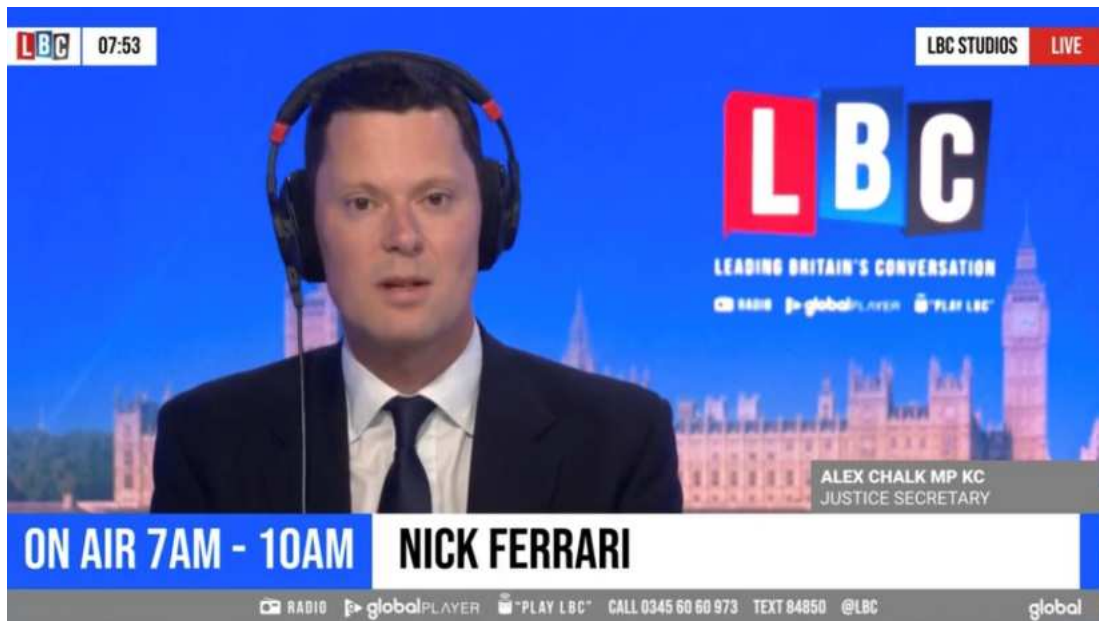 LBC 07:53
LBC STUDIOS LIVE
LBC
LEADING BRITAIN'S CONVERSATION
RADIO globalPLAYER "PLAY LBC"
ALEX CHALK MP KC
JUSTICE SECRETARY
ON AIR 7AM - 10AM NICK FERRARI
RADIO globalPLAYER "PLAY LBC" CALL 0345 60 60 973 TEXT 84850 @LBC global